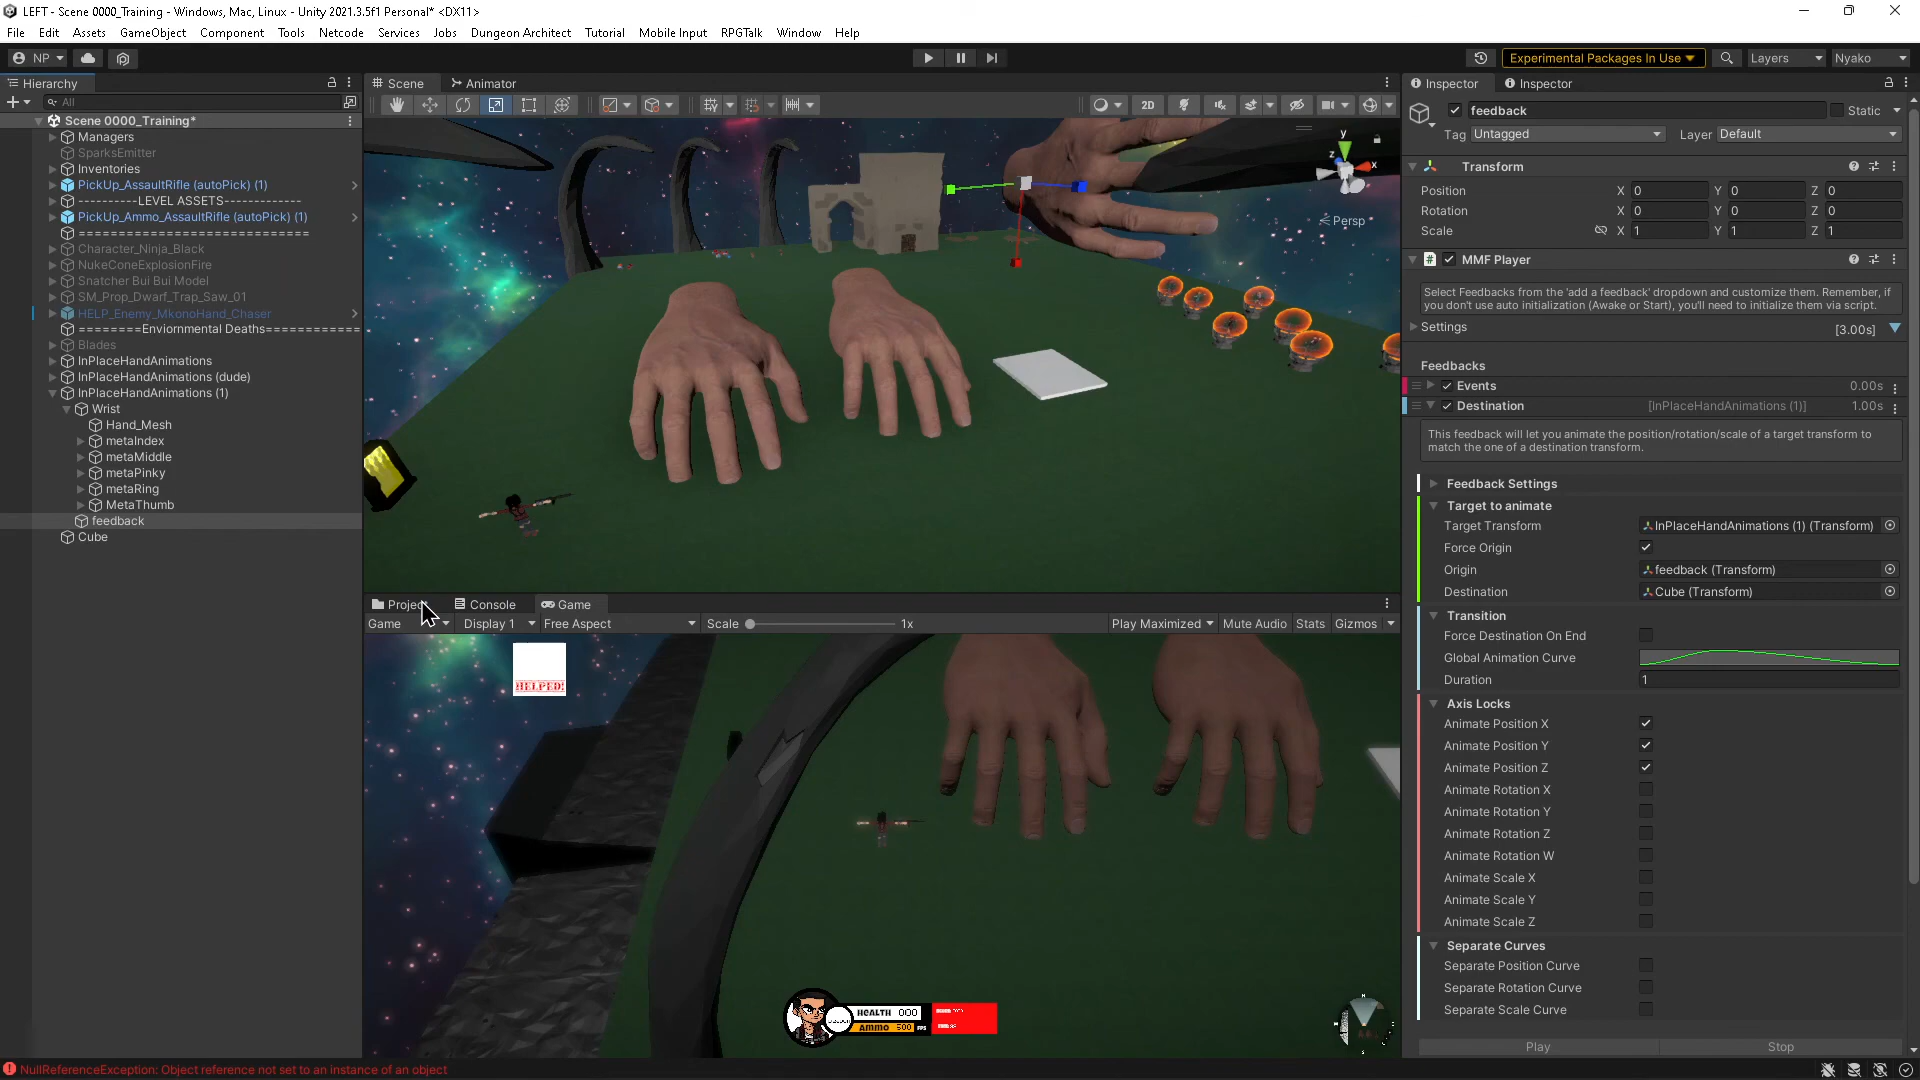 LEFT - Scene 0000_Training - Windows, Mac, Linux - Unity 2021.3.5f1 Personal* <DX11>
File Edit Assets GameObject Component Tools Netcode Services Jobs Dungeon Architect Tutorial Mobile Input RPGTalk Window Help
NP
Experimental Packages In Use
Layers
Nyako
Hierarchy
All
Scene 0000_Training*
Managers
SparksEmitter
Inventories
PickUp_AssaultRifle (autoPick) (1)
----------LEVEL ASSETS-------------
PickUp_Ammo_AssaultRifle (autoPick) (1)
=============================
Character_Ninja_Black
NukeConeExplosionFire
Snatcher Bui Bui Model
SM_Prop_Dwarf_Trap_Saw_01
HELP_Enemy_MkonoHand_Chaser
========Enviornmental Deaths============
Blades
InPlaceHandAnimations
InPlaceHandAnimations (dude)
InPlaceHandAnimations (1)
Wrist
Hand_Mesh
metaIndex
metaMiddle
metaPinky
metaRing
MetaThumb
feedback
Cube
Scene
Animator
2D
y
z
x
Persp
Project
Console
Game
Game
Display 1
Free Aspect
Scale
1x
Play Maximized
Mute Audio
Stats
Gizmos
HELPED!
HEALTH 000
AMMO 500
Inspector
Inspector
feedback
Static
Tag Untagged
Layer Default
Transform
Position X 0 Y 0 Z 0
Rotation X 0 Y 0 Z 0
Scale X 1 Y 1 Z 1
MMF Player
Select Feedbacks from the 'add a feedback' dropdown and customize them. Remember, if
you don't use auto initialization (Awake or Start), you'll need to initialize them via script.
Settings
[3.00s]
Feedbacks
Events 0.00s
Destination [InPlaceHandAnimations (1)] 1.00s
This feedback will let you animate the position/rotation/scale of a target transform to
match the one of a destination transform.
Feedback Settings
Target to animate
Target Transform InPlaceHandAnimations (1) (Transform)
Force Origin
Origin feedback (Transform)
Destination Cube (Transform)
Transition
Force Destination On End
Global Animation Curve
Duration 1
Axis Locks
Animate Position X
Animate Position Y
Animate Position Z
Animate Rotation X
Animate Rotation Y
Animate Rotation Z
Animate Rotation W
Animate Scale X
Animate Scale Y
Animate Scale Z
Separate Curves
Separate Position Curve
Separate Rotation Curve
Separate Scale Curve
Play
Stop
NullReferenceException: Object reference not set to an instance of an object